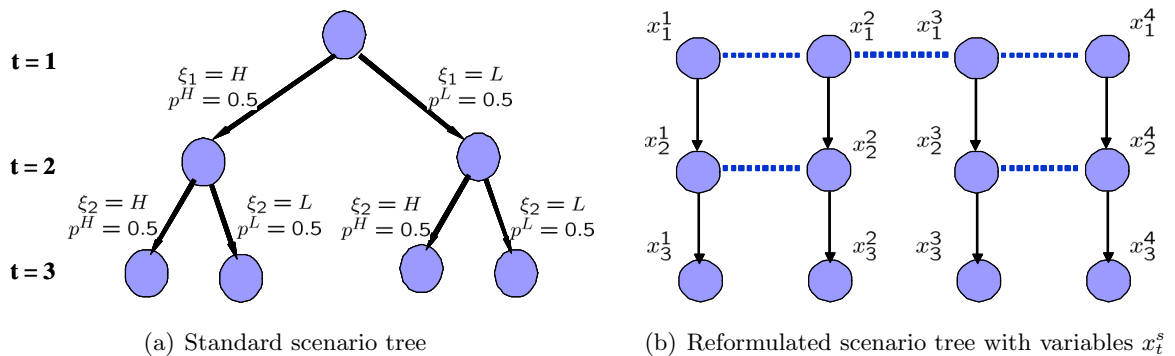 t = 1
ξ₁ = H
p^H = 0.5
ξ₁ = L
p^L = 0.5
t = 2
ξ₂ = H
p^H = 0.5
ξ₂ = L
p^L = 0.5
ξ₂ = H
p^H = 0.5
ξ₂ = L
p^L = 0.5
t = 3
(a) Standard scenario tree
x_1^1 x_1^2 x_1^3 x_1^4
x_2^1 x_2^2 x_2^3 x_2^4
x_3^1 x_3^2 x_3^3 x_3^4
(b) Reformulated scenario tree with variables x_t^s